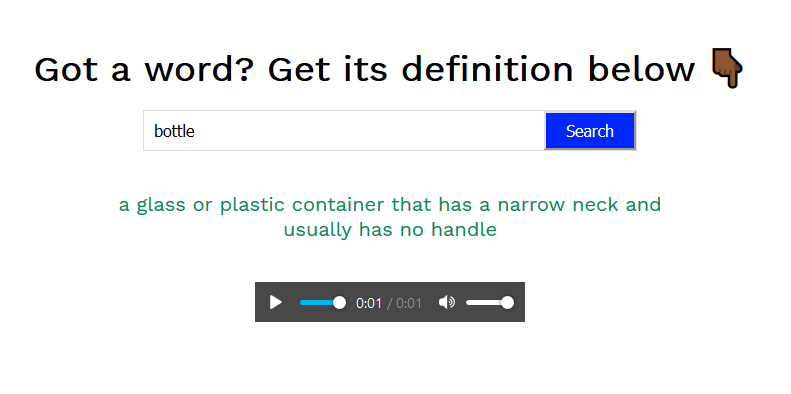 Got a word? Get its definition below 👇🏾
bottle
Search
a glass or plastic container that has a narrow neck and
usually has no handle
0:01 / 0:01